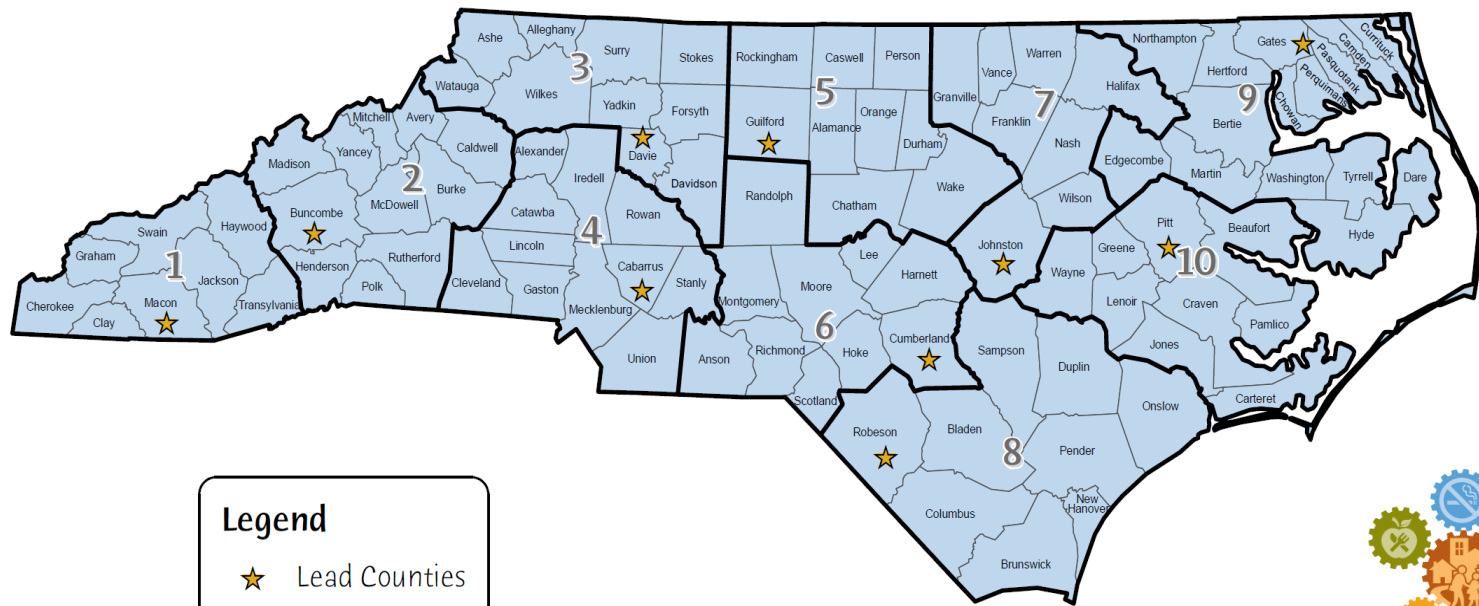 Alleghany
Ashe
Surry
Stokes
Watauga
Wilkes
Yadkin
Forsyth
Davie
Davidson
3
Rockingham
Caswell
Person
Guilford
Alamance
Orange
Durham
Randolph
Chatham
Wake
5
Granville
Vance
Warren
Franklin
Halifax
Nash
Wilson
Johnston
7
Northampton
Gates
Hertford
Bertie
Chowan
Perquimans
Pasquotank
Camden
Currituck
Edgecombe
Martin
Washington
Tyrrell
Dare
Hyde
9
Mitchell
Avery
Madison
Yancey
Caldwell
Burke
McDowell
Buncombe
Henderson
Rutherford
Polk
2
Alexander
Iredell
Catawba
Rowan
Lincoln
Cabarrus
Stanly
Cleveland
Gaston
Mecklenburg
Union
4
Haywood
Swain
Graham
Jackson
Cherokee
Macon
Clay
Transylvania
1
Lee
Harnett
Moore
Montgomery
Anson
Richmond
Hoke
Cumberland
Scotland
6
Pitt
Beaufort
Greene
Wayne
Lenoir
Craven
Pamlico
Jones
Carteret
10
Sampson
Duplin
Onslow
Robeson
Bladen
Pender
Columbus
New
Hanover
Brunswick
8
Legend
Lead Counties